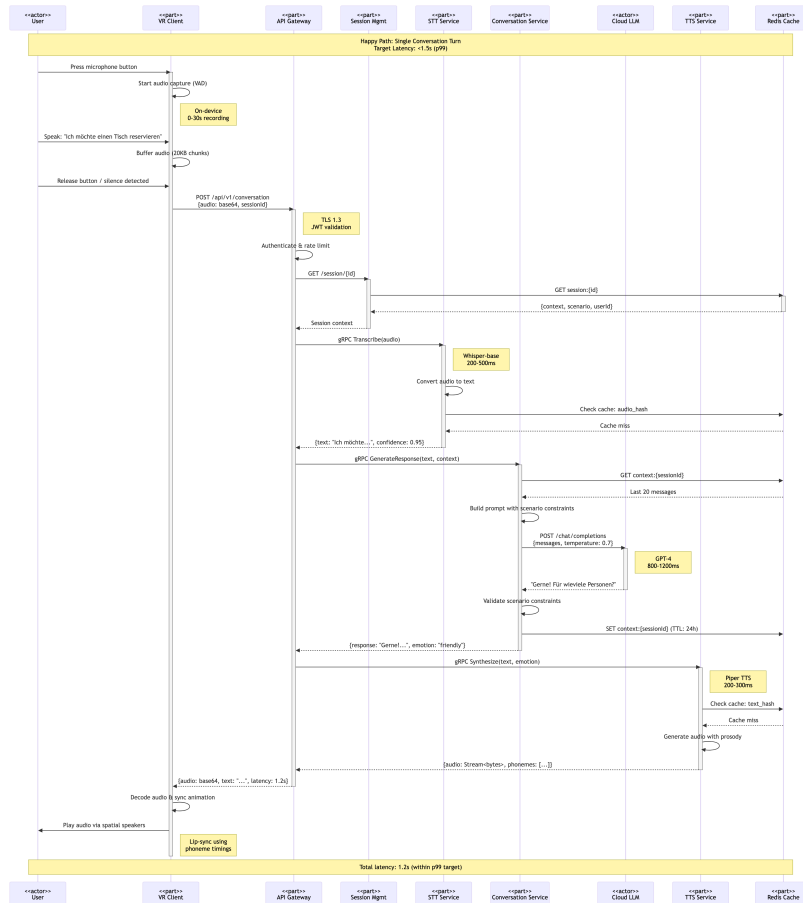 <<actor>> <<part>> <<part>> <<part>> <<part>> <<part>> <<actor>> <<part>> <<part>>
User VR Client API Gateway Session Mgmt STT Service Conversation Service Cloud LLM TTS Service Redis Cache
Happy Path: Single Conversation Turn
Target Latency: <1.5s (p99)
Press microphone button
Start audio capture (VAD)
On-device
0-30s recording
Speak: "Ich möchte einen Tisch reservieren"
Buffer audio (20KB chunks)
Release button / silence detected
POST /api/v1/conversation
{audio: base64, sessionId}
TLS 1.3
JWT validation
Authenticate & rate limit
GET /session/{id}
GET session:{id}
{context, scenario, userId}
Session context
gRPC Transcribe(audio)
Whisper-base
200-500ms
Convert audio to text
Check cache: audio_hash
Cache miss
{text: "Ich möchte...", confidence: 0.95}
gRPC GenerateResponse(text, context)
GET context:{sessionId}
Last 20 messages
Build prompt with scenario constraints
POST /chat/completions
{messages, temperature: 0.7}
GPT-4
800-1200ms
"Gerne! Für wieviele Personen?"
Validate scenario constraints
SET context:{sessionId} (TTL: 24h)
{response: "Gerne!...", emotion: "friendly"}
gRPC Synthesize(text, emotion)
Piper TTS
200-300ms
Check cache: text_hash
Cache miss
Generate audio with prosody
{audio: Stream<bytes>, phonemes: [...]}
{audio: base64, text: "...", latency: 1.2s}
Decode audio & sync animation
Play audio via spatial speakers
Lip-sync using
phoneme timings
Total latency: 1.2s (within p99 target)
<<actor>> <<part>> <<part>> <<part>> <<part>> <<part>> <<actor>> <<part>> <<part>>
User VR Client API Gateway Session Mgmt STT Service Conversation Service Cloud LLM TTS Service Redis Cache